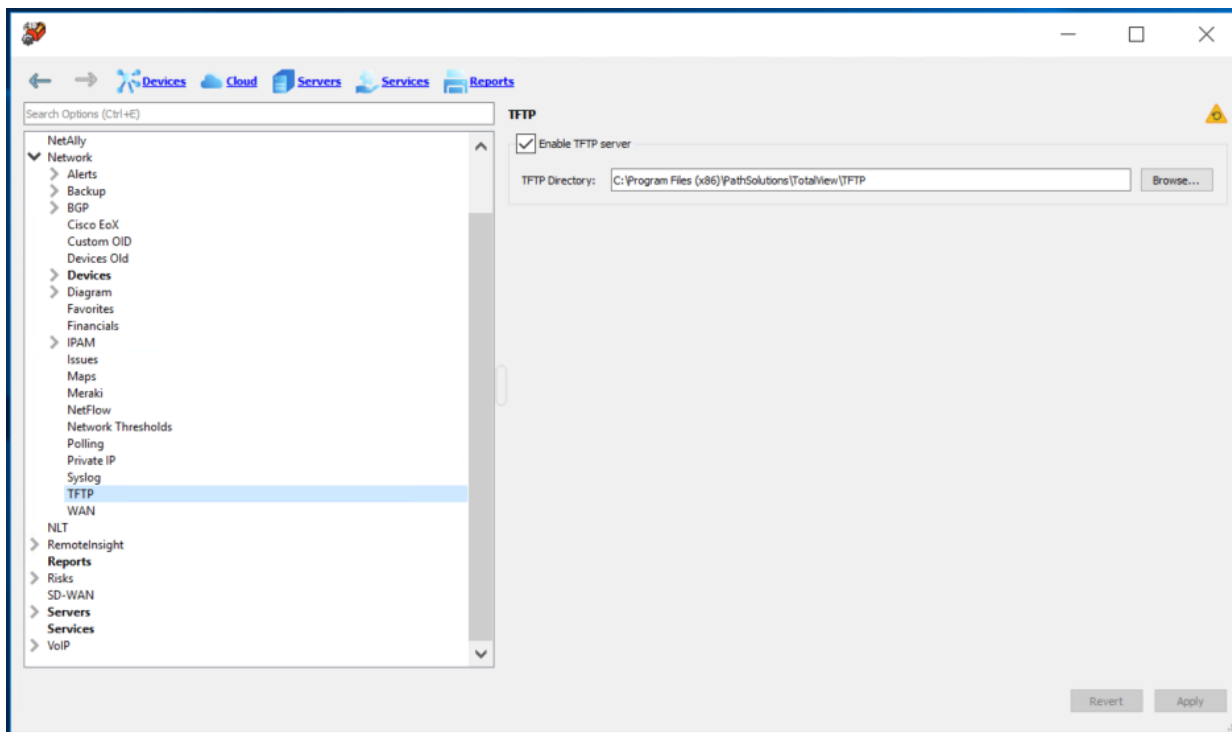 Devices Cloud Servers Services Reports
Search Options (Ctrl+E)
NetAlly
Network
Alerts
Backup
BGP
Cisco EoX
Custom OID
Devices Old
Devices
Diagram
Favorites
Financials
IPAM
Issues
Maps
Meraki
NetFlow
Network Thresholds
Polling
Private IP
Syslog
TFTP
WAN
NLT
RemoteInsight
Reports
Risks
SD-WAN
Servers
Services
VoIP
TFTP
Enable TFTP server
TFTP Directory: C:\Program Files (x86)\PathSolutions\TotalView\TFTP Browse...
Revert Apply